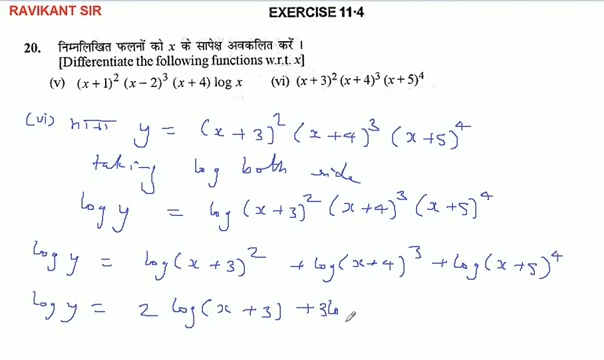 RAVIKANT SIR
EXERCISE 11·4
20. निम्नलिखित फलनों को x के सापेक्ष अवकलित करें ।
[Differentiate the following functions w.r.t. x]
(v) (x + 1)² (x – 2)³ (x + 4) log x (vi) (x + 3)² (x + 4)³ (x + 5)⁴
(vi) माना y = (x + 3)² (x + 4)³ (x + 5)⁴
taking log both side
log y = log (x + 3)² (x + 4)³ (x + 5)⁴
log y = log (x + 3)² + log (x + 4)³ + log (x + 5)⁴
log y = 2 log (x + 3) + 3lo